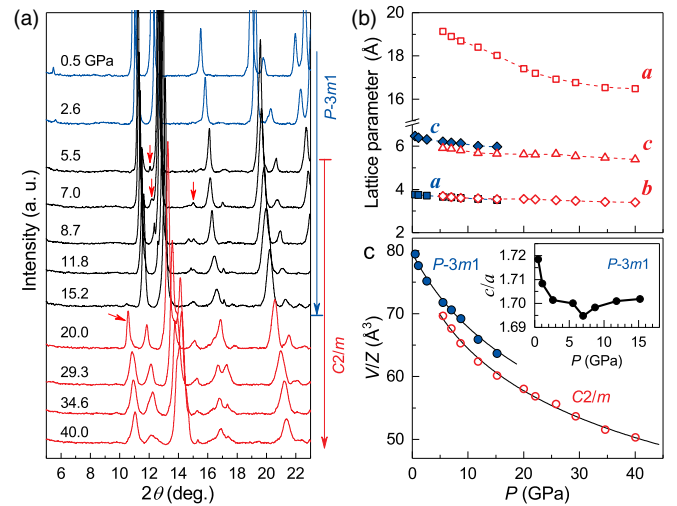 (a)
0.5 GPa
2.6
5.5
7.0
8.7
11.8
15.2
20.0
29.3
34.6
40.0
P-3m1
C2/m
Intensity (a. u.)
6 8 10 12 14 16 18 20 22
2θ (deg.)
(b)
20
19
18
17
16
6
4
2
Lattice parameter (Å)
a
c
c
a
b
c
80
70
60
50
V/Z (Å³)
P-3m1
C2/m
0 10 20 30 40
P (GPa)
1.72
1.71
1.70
1.69
c/a
P-3m1
0 5 10 15
P (GPa)